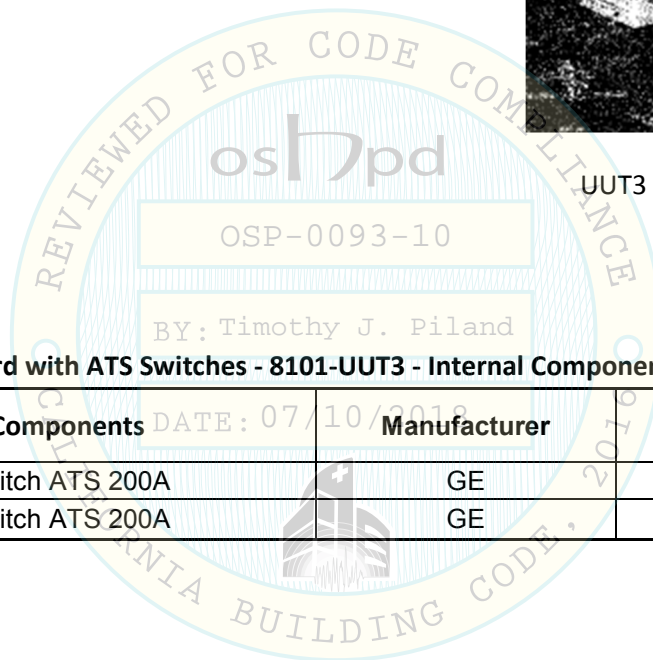 REVIEWED FOR CODE COMPLIANCE
oshpd
UUT3
OSP-0093-10
BY: Timothy J. Piland
rd with ATS Switches - 8101-UUT3 - Internal Componen
Components
Manufacturer
DATE: 07/10/2018
itch ATS 200A
GE
itch ATS 200A
GE
CALIFORNIA BUILDING CODE, 2016